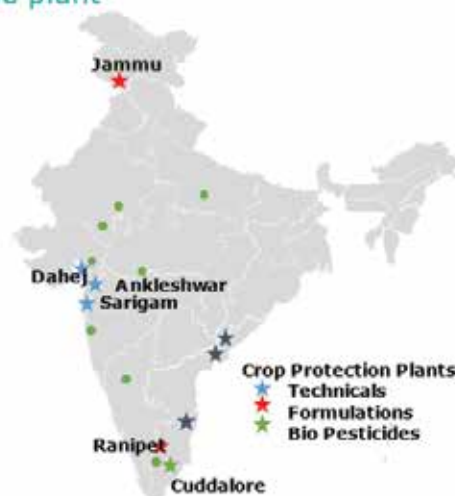 plant
Jammu
Dahej
Ankleshwar
Sarigam
Crop Protection Plants
Technicals
Formulations
Bio Pesticides
Ranipet
Cuddalore